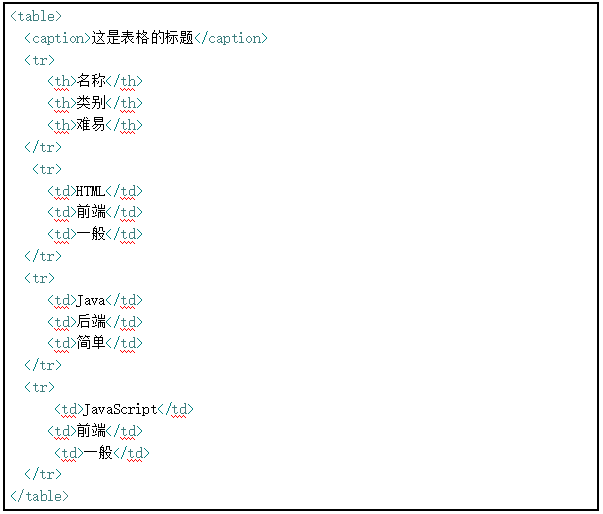 <table>
<caption>这是表格的标题</caption>
<tr>
<th>名称</th>
<th>类别</th>
<th>难易</th>
</tr>
<tr>
<td>HTML</td>
<td>前端</td>
<td>一般</td>
</tr>
<tr>
<td>Java</td>
<td>后端</td>
<td>简单</td>
</tr>
<tr>
<td>JavaScript</td>
<td>前端</td>
<td>一般</td>
</tr>
</table>